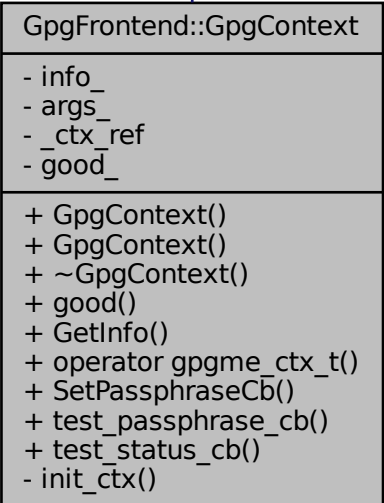 GpgFrontend::GpgContext
- info_
- args_
- _ctx_ref
- good_
+ GpgContext()
+ GpgContext()
+ ~GpgContext()
+ good()
+ GetInfo()
+ operator gpgme_ctx_t()
+ SetPassphraseCb()
+ test_passphrase_cb()
+ test_status_cb()
- init_ctx()